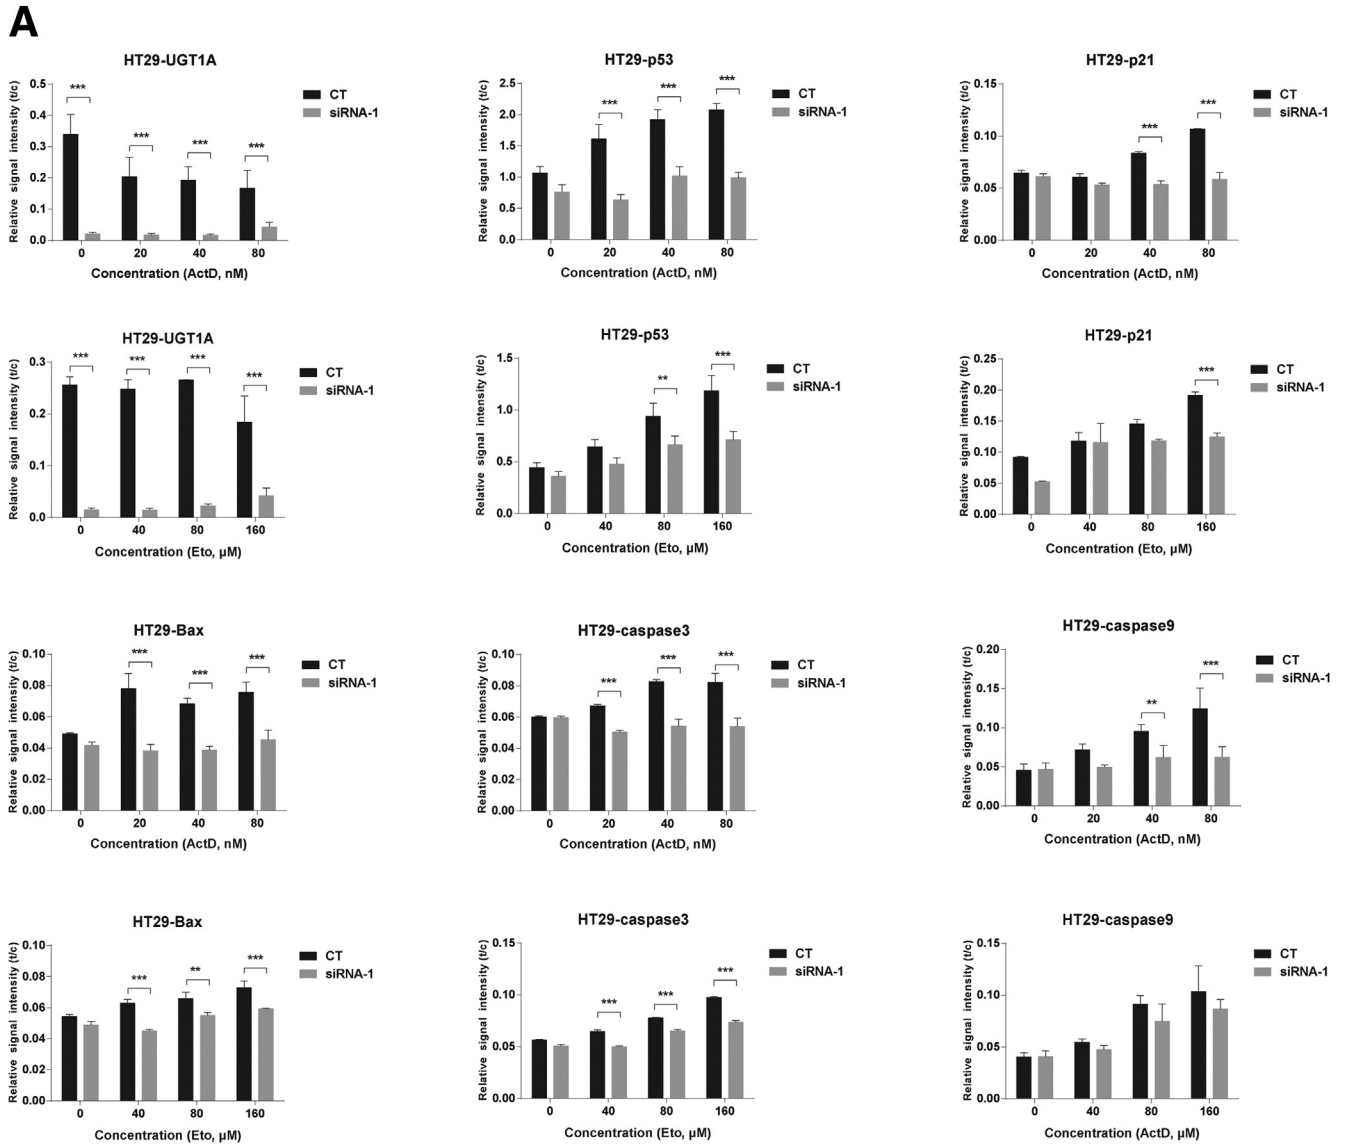 A
HT29-UGT1A
Relative signal intensity (t/c)
0.5
0.4
0.3
0.2
0.1
0.0
***
***
***
***
CT
siRNA-1
0 20 40 80
Concentration (ActD, nM)
HT29-p53
Relative signal intensity (t/c)
2.5
2.0
1.5
1.0
0.5
0.0
***
***
***
CT
siRNA-1
0 20 40 80
Concentration (ActD, nM)
HT29-p21
Relative signal intensity (t/c)
0.15
0.10
0.05
0.00
***
***
CT
siRNA-1
0 20 40 80
Concentration (ActD, nM)
HT29-UGT1A
Relative signal intensity (t/c)
0.3
0.2
0.1
0.0
***
***
***
***
CT
siRNA-1
0 40 80 160
Concentration (Eto, μM)
HT29-p53
Relative signal intensity (t/c)
1.5
1.0
0.5
0.0
**
***
CT
siRNA-1
0 40 80 160
Concentration (Eto, μM)
HT29-p21
Relative signal intensity (t/c)
0.25
0.20
0.15
0.10
0.05
0.00
***
CT
siRNA-1
0 40 80 160
Concentration (Eto, μM)
HT29-Bax
Relative signal intensity (t/c)
0.10
0.08
0.06
0.04
0.02
0.00
***
***
***
CT
siRNA-1
0 20 40 80
Concentration (ActD, nM)
HT29-caspase3
Relative signal intensity (t/c)
0.10
0.08
0.06
0.04
0.02
0.00
***
***
***
CT
siRNA-1
0 20 40 80
Concentration (ActD, nM)
HT29-caspase9
Relative signal intensity (t/c)
0.20
0.15
0.10
0.05
0.00
**
***
CT
siRNA-1
0 20 40 80
Concentration (ActD, nM)
HT29-Bax
Relative signal intensity (t/c)
0.10
0.08
0.06
0.04
0.02
0.00
***
**
***
CT
siRNA-1
0 40 80 160
Concentration (Eto, μM)
HT29-caspase3
Relative signal intensity (t/c)
0.15
0.10
0.05
0.00
***
***
***
CT
siRNA-1
0 40 80 160
Concentration (Eto, μM)
HT29-caspase9
Relative signal intensity (t/c)
0.15
0.10
0.05
0.00
CT
siRNA-1
0 40 80 160
Concentration (ActD, μM)